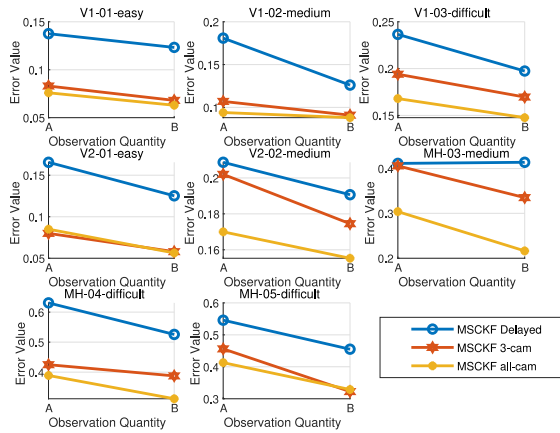 V1-01-easy
0.15
0.1
0.05
Error Value
A
B
Observation Quantity
V1-02-medium
0.2
0.15
0.1
Error Value
A
B
Observation Quantity
V1-03-difficult
0.25
0.2
0.15
Error Value
A
B
Observation Quantity
V2-01-easy
0.15
0.1
0.05
Error Value
A
B
Observation Quantity
V2-02-medium
0.2
0.18
0.16
Error Value
A
B
Observation Quantity
MH-03-medium
0.4
0.3
0.2
Error Value
A
B
Observation Quantity
MH-04-difficult
0.6
0.5
0.4
Error Value
A
B
Observation Quantity
MH-05-difficult
0.6
0.5
0.4
0.3
Error Value
A
B
Observation Quantity
MSCKF Delayed
MSCKF 3-cam
MSCKF all-cam